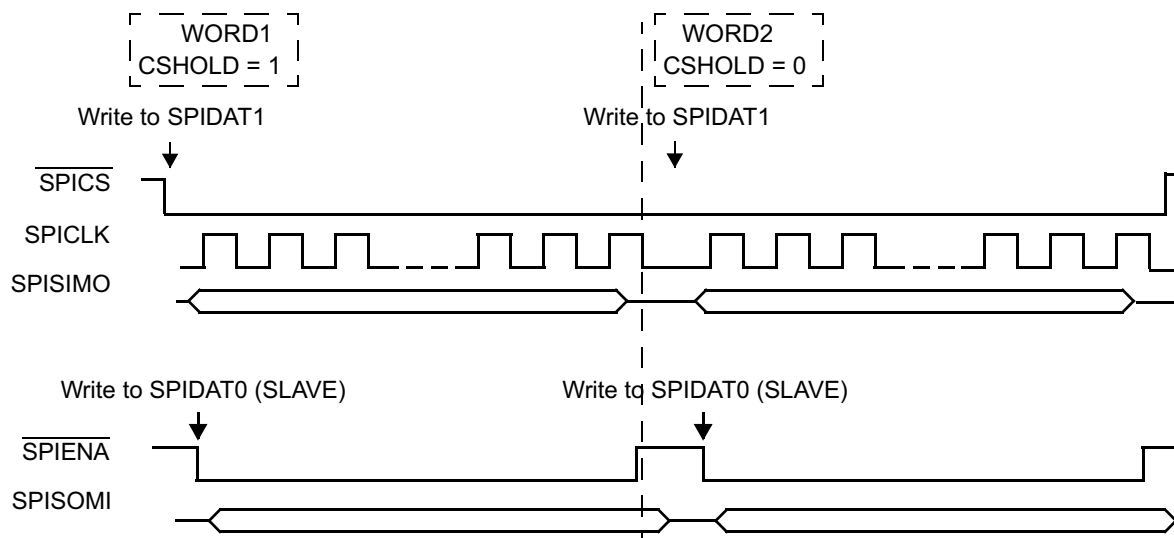 WORD1
CSHOLD = 1
WORD2
CSHOLD = 0
Write to SPIDAT1
Write to SPIDAT1
SPICS
SPICLK
SPISIMO
Write to SPIDAT0 (SLAVE)
Write to SPIDAT0 (SLAVE)
SPIENA
SPISOMI